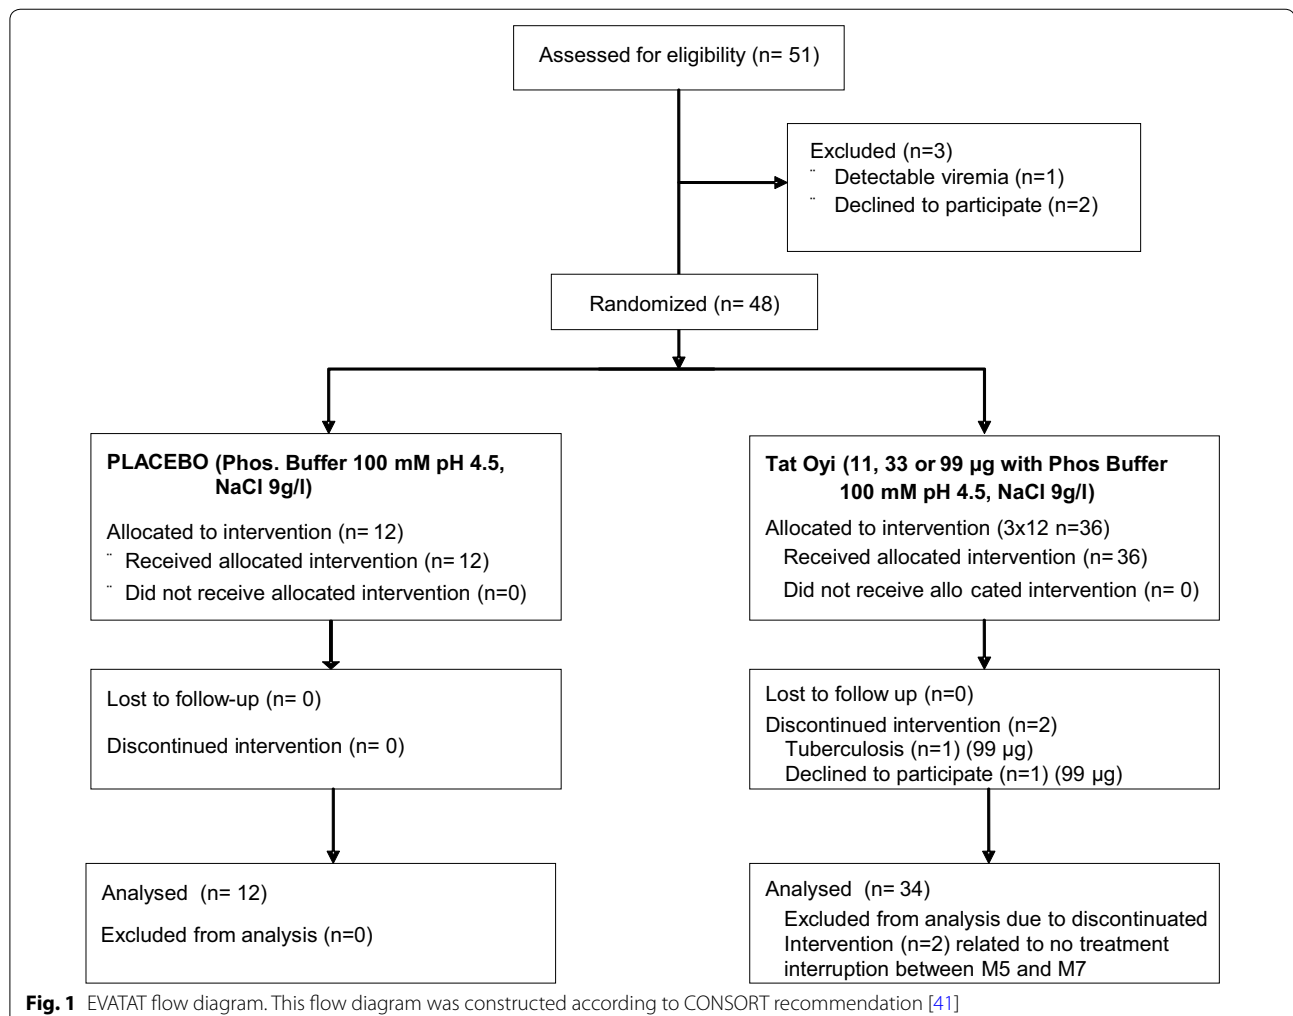 Assessed for eligibility (n= 51)
Excluded (n=3)
¨ Detectable viremia (n=1)
¨ Declined to participate (n=2)
Randomized (n= 48)
PLACEBO (Phos. Buffer 100 mM pH 4.5,
NaCl 9g/l)
Allocated to intervention (n= 12)
¨ Received allocated intervention (n= 12)
¨ Did not receive allocated intervention (n=0)
Tat Oyi (11, 33 or 99 µg with Phos Buffer
100 mM pH 4.5, NaCl 9g/l)
Allocated to intervention (3x12 n=36)
Received allocated intervention (n= 36)
Did not receive allo cated intervention (n= 0)
Lost to follow-up (n= 0)
Discontinued intervention (n= 0)
Lost to follow up (n=0)
Discontinued intervention (n=2)
Tuberculosis (n=1) (99 µg)
Declined to participate (n=1) (99 µg)
Analysed (n= 12)
Excluded from analysis (n=0)
Analysed (n= 34)
Excluded from analysis due to discontinuated
Intervention (n=2) related to no treatment
interruption between M5 and M7
Fig. 1 EVATAT flow diagram. This flow diagram was constructed according to CONSORT recommendation [41]